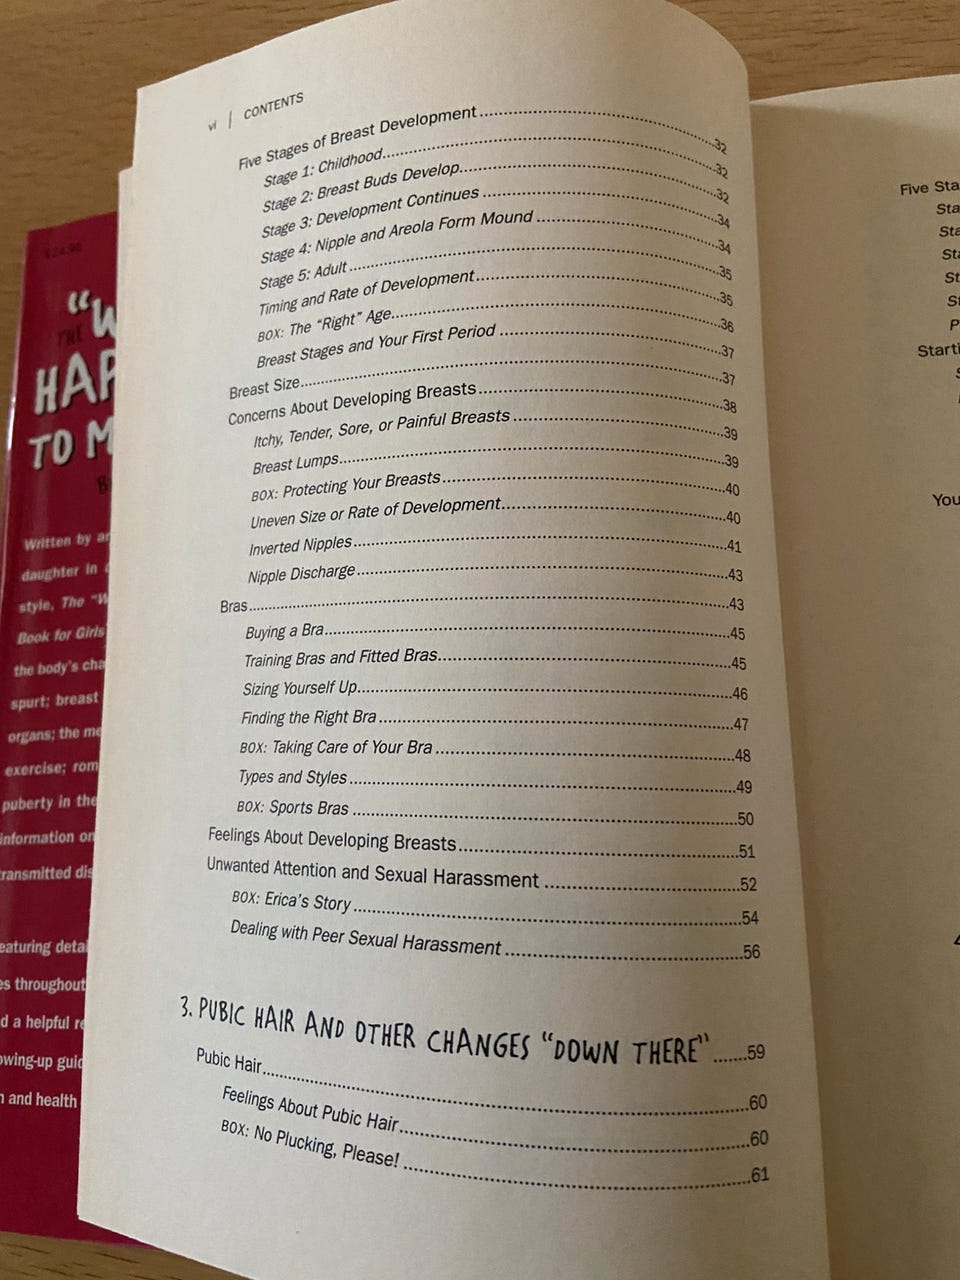 vi | CONTENTS
Five Stages of Breast Development 32
Stage 1: Childhood 32
Stage 2: Breast Buds Develop 32
Stage 3: Development Continues 34
Stage 4: Nipple and Areola Form Mound 34
Stage 5: Adult 35
Timing and Rate of Development 35
BOX: The "Right" Age 36
Breast Stages and Your First Period 37
Breast Size 37
Concerns About Developing Breasts 38
Itchy, Tender, Sore, or Painful Breasts 39
Breast Lumps 39
BOX: Protecting Your Breasts 40
Uneven Size or Rate of Development 40
Inverted Nipples 41
Nipple Discharge 43
Bras 43
Buying a Bra 45
Training Bras and Fitted Bras 45
Sizing Yourself Up 46
Finding the Right Bra 47
BOX: Taking Care of Your Bra 48
Types and Styles 49
BOX: Sports Bras 50
Feelings About Developing Breasts 51
Unwanted Attention and Sexual Harassment 52
BOX: Erica's Story 54
Dealing with Peer Sexual Harassment 56
3. PUBIC HAIR AND OTHER CHANGES "DOWN THERE" 59
Pubic Hair 60
Feelings About Pubic Hair 60
BOX: No Plucking, Please! 61
THE "W
HAP
TO M
Written by an
daughter in
style, The "W
Book for Girls
the body's cha
spurt; breast
organs; the me
exercise; rom
puberty in the
information on
transmitted dis
eaturing detai
es throughout
d a helpful re
owing-up guid
and health
Five Sta
Sta
Sta
Sta
St
St
P
Starti
You